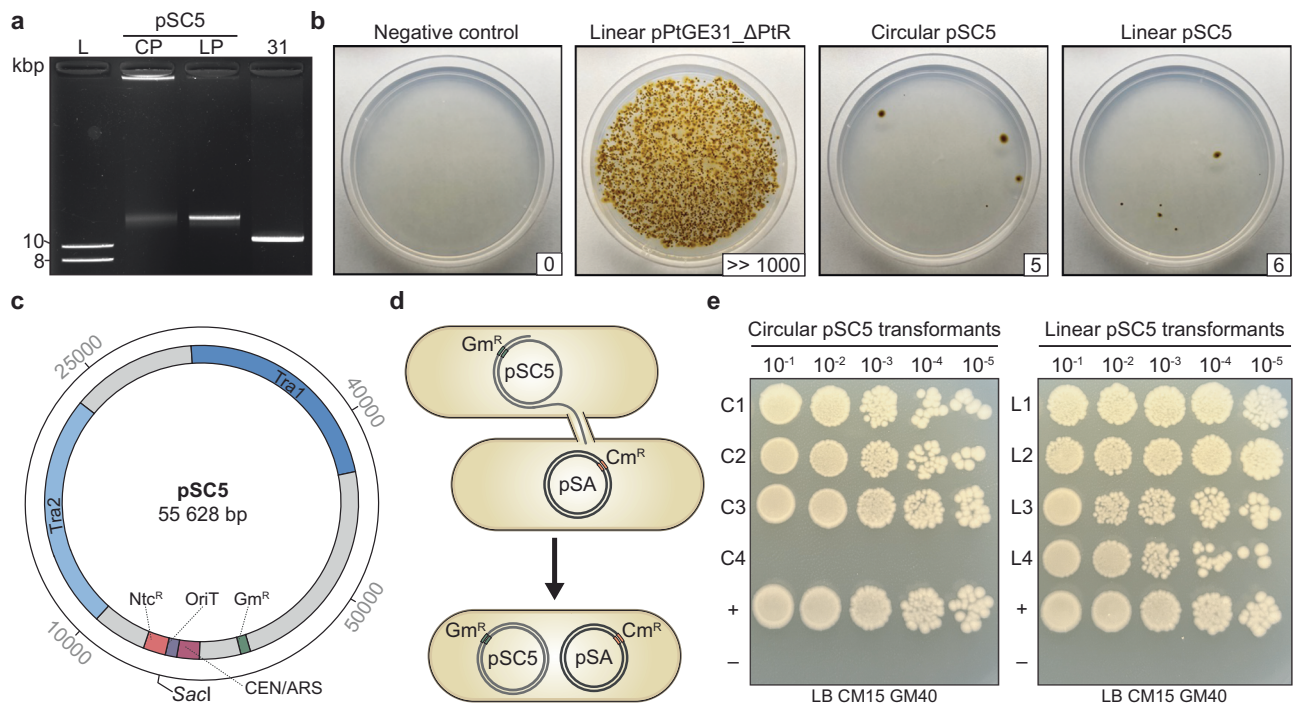 a
pSC5
L CP LP 31
kbp
10
8
b
Negative control
Linear pPtGE31_ΔPtR
Circular pSC5
Linear pSC5
0
>> 1000
5
6
c
25000
40000
Tra1
Tra2
pSC5
55 628 bp
Ntcᴿ OriT Gmᴿ
10000
50000
SacI
CEN/ARS
d
Gmᴿ
pSC5
Cmᴿ
pSA
Gmᴿ Cmᴿ
pSC5 pSA
e
Circular pSC5 transformants
10⁻¹ 10⁻² 10⁻³ 10⁻⁴ 10⁻⁵
C1
C2
C3
C4
+
–
LB CM15 GM40
Linear pSC5 transformants
10⁻¹ 10⁻² 10⁻³ 10⁻⁴ 10⁻⁵
L1
L2
L3
L4
+
–
LB CM15 GM40